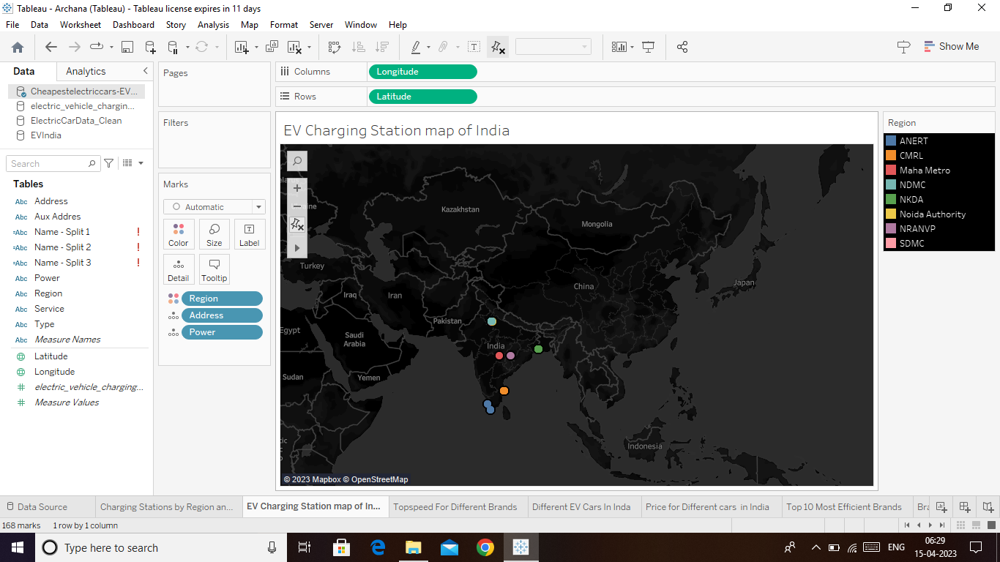 Tableau - Archana (Tableau) - Tableau license expires in 11 days
File Data Worksheet Dashboard Story Analysis Map Format Server Window Help
Show Me
Data Analytics
Cheapestelectriccars-EV...
electric_vehicle_chargin...
ElectricCarData_Clean
EVIndia
Search
Tables
Abc Address
Abc Aux Addres
=Abc Name - Split 1 !
=Abc Name - Split 2 !
=Abc Name - Split 3 !
Abc Power
Abc Region
Abc Service
Abc Type
Abc Measure Names
Latitude
Longitude
# electric_vehicle_charging...
# Measure Values
Pages
Filters
Marks
Automatic
Color Size Label
Detail Tooltip
Region
Address
Power
Columns Longitude
Rows Latitude
EV Charging Station map of India
Kazakhstan
Mongolia
Turkey
China
Japan
Iraq
Iran
Pakistan
Egypt
Saudi
Arabia
India
Sudan
Yemen
Indonesia
© 2023 Mapbox © OpenStreetMap
Region
ANERT
CMRL
Maha Metro
NDMC
NKDA
Noida Authority
NRANVP
SDMC
Data Source Charging Stations by Region an... EV Charging Station map of In... Topspeed For Different Brands Different EV Cars In Inda Price for Different cars in India Top 10 Most Efficient Brands Bra
168 marks 1 row by 1 column
Type here to search
ENG
06:29
15-04-2023